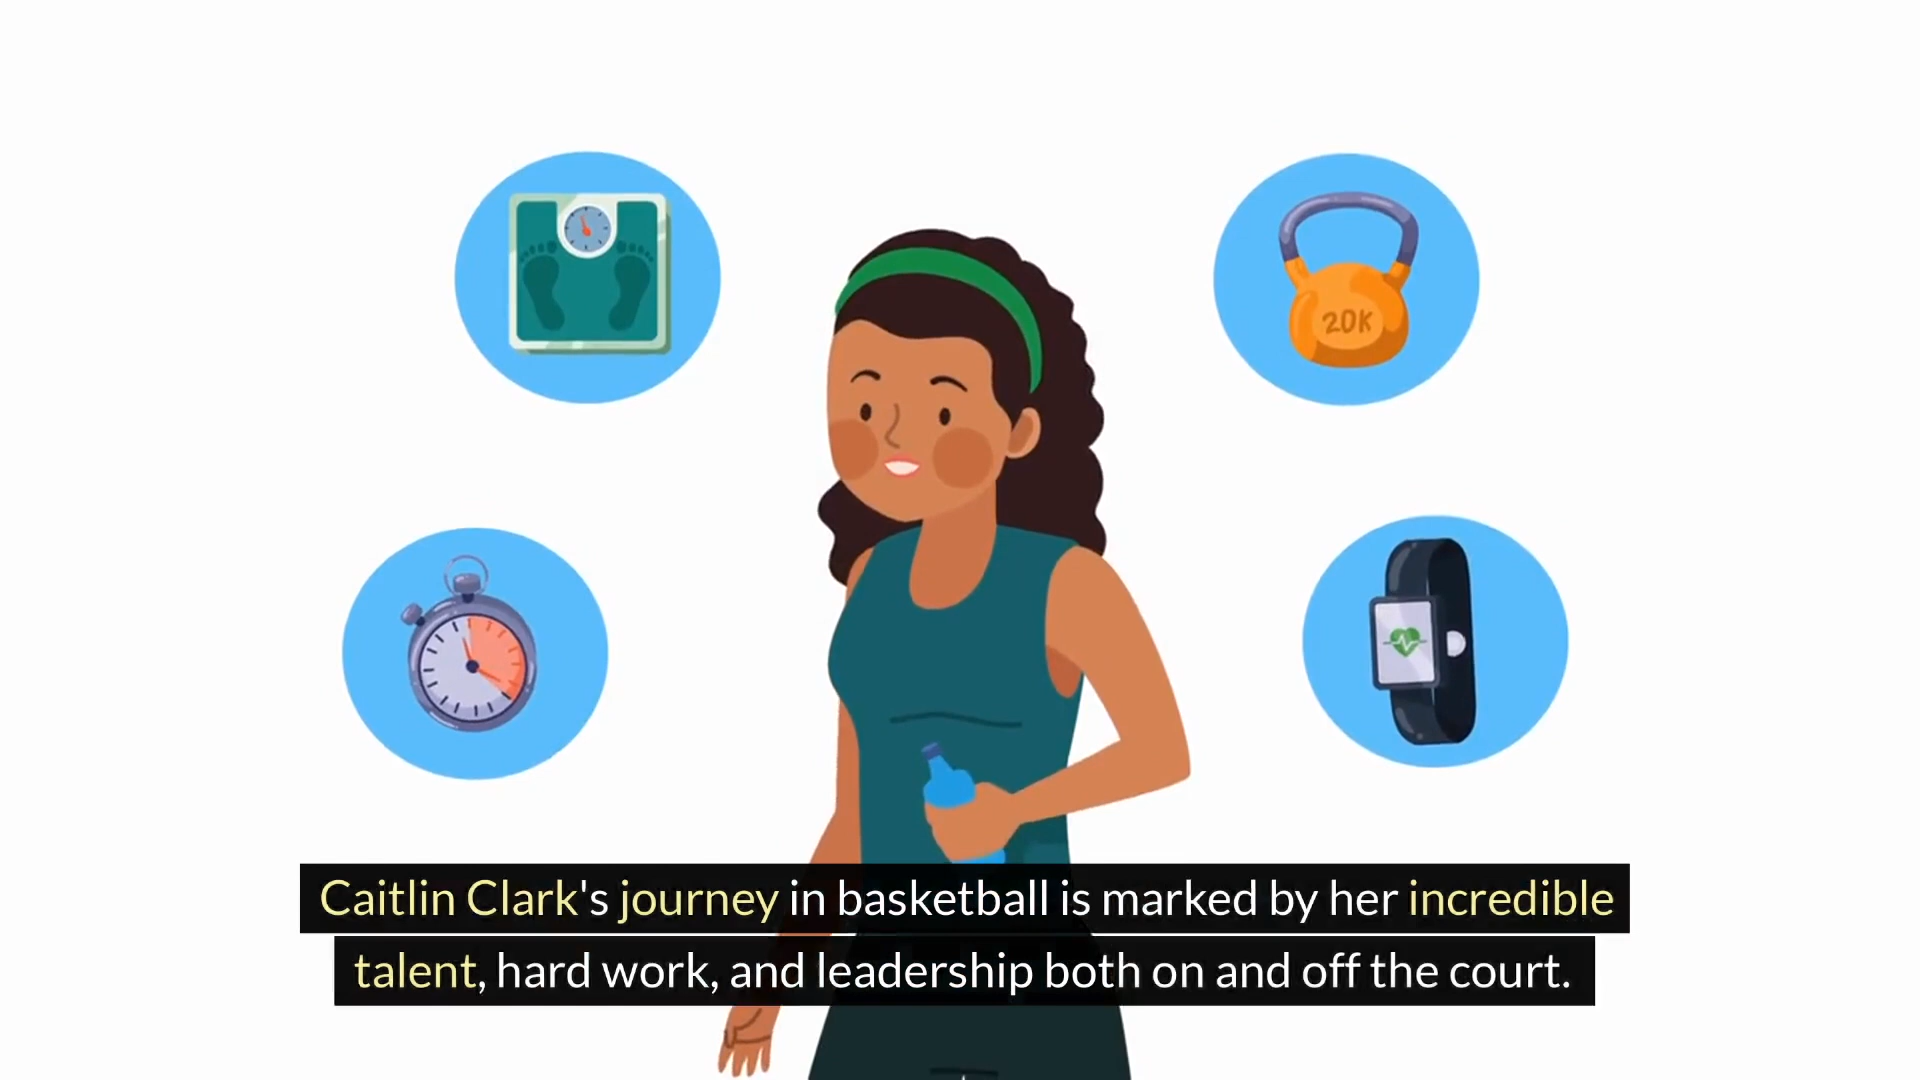 20K
Caitlin Clark's journey in basketball is marked by her incredible
talent, hard work, and leadership both on and off the court.